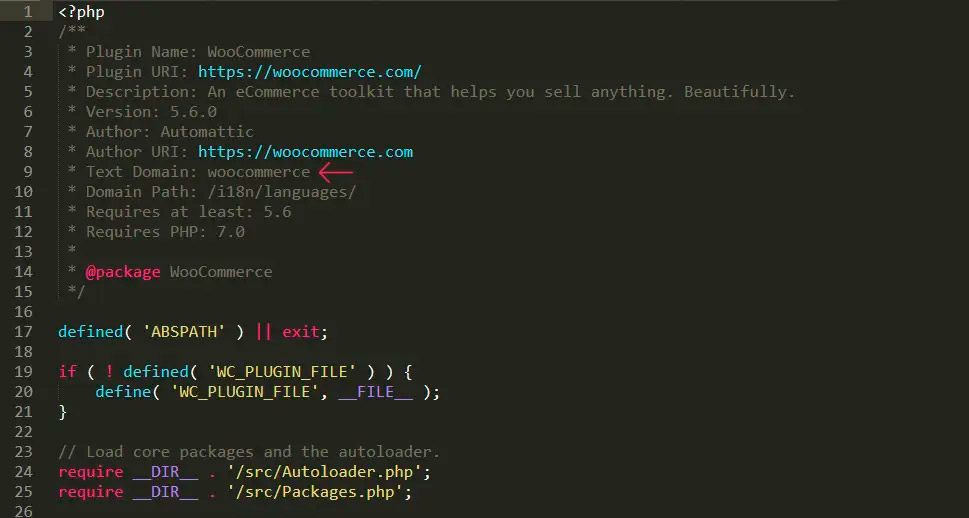 1 <?php
2 /**
3  * Plugin Name: WooCommerce
4  * Plugin URI: https://woocommerce.com/
5  * Description: An eCommerce toolkit that helps you sell anything. Beautifully.
6  * Version: 5.6.0
7  * Author: Automattic
8  * Author URI: https://woocommerce.com
9  * Text Domain: woocommerce
10  * Domain Path: /i18n/languages/
11  * Requires at least: 5.6
12  * Requires PHP: 7.0
13  *
14  * @package WooCommerce
15  */
16
17 defined( 'ABSPATH' ) || exit;
18
19 if ( ! defined( 'WC_PLUGIN_FILE' ) ) {
20     define( 'WC_PLUGIN_FILE', __FILE__ );
21 }
22
23 // Load core packages and the autoloader.
24 require __DIR__ . '/src/Autoloader.php';
25 require __DIR__ . '/src/Packages.php';
26